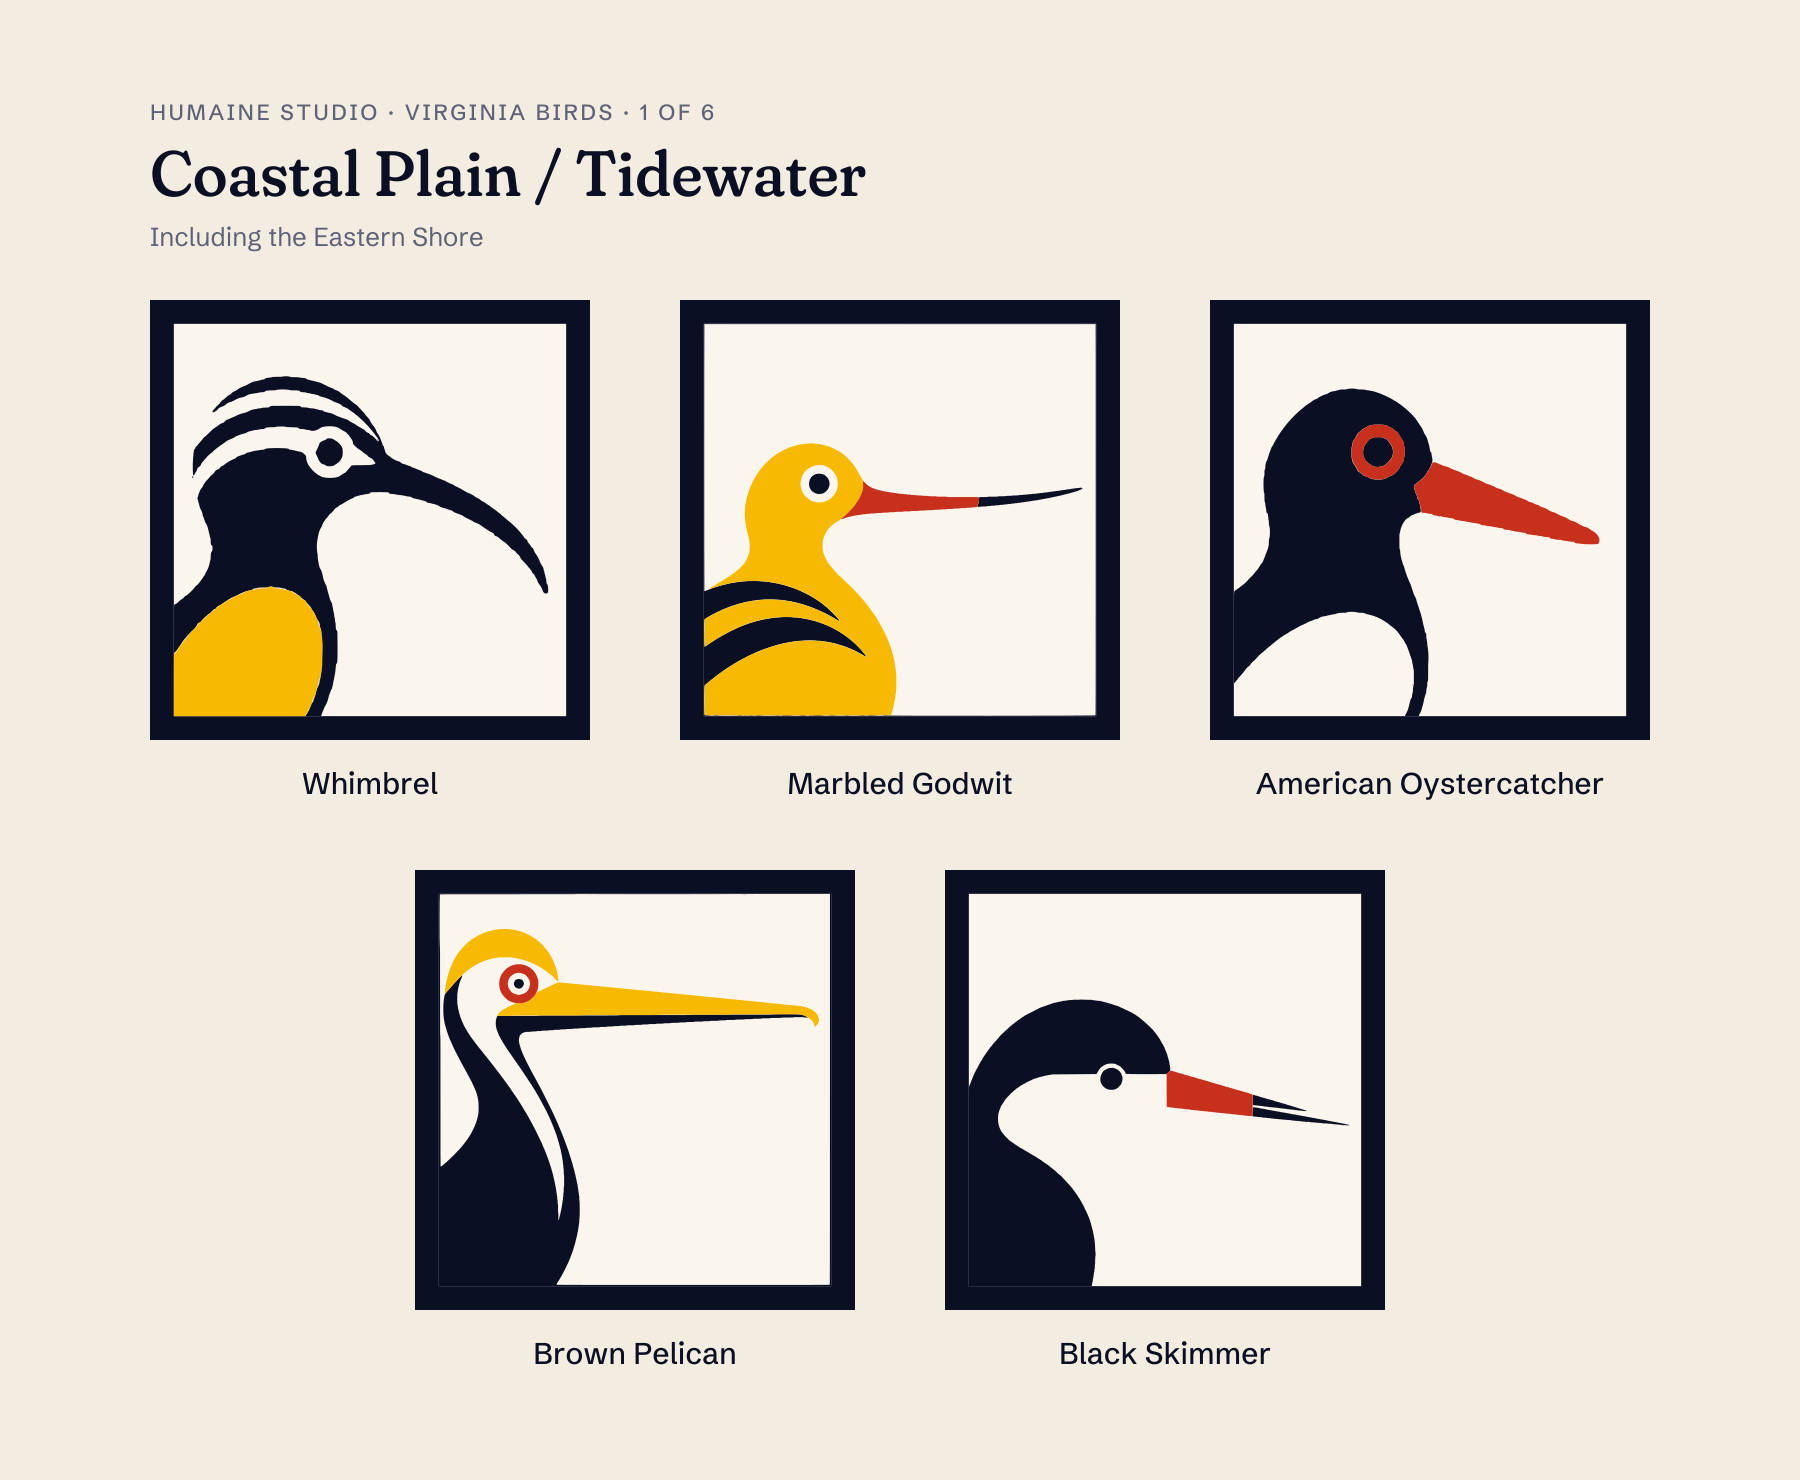 HUMAINE STUDIO · VIRGINIA BIRDS · 1 OF 6
Coastal Plain / Tidewater
Including the Eastern Shore
Whimbrel
Marbled Godwit
American Oystercatcher
Brown Pelican
Black Skimmer